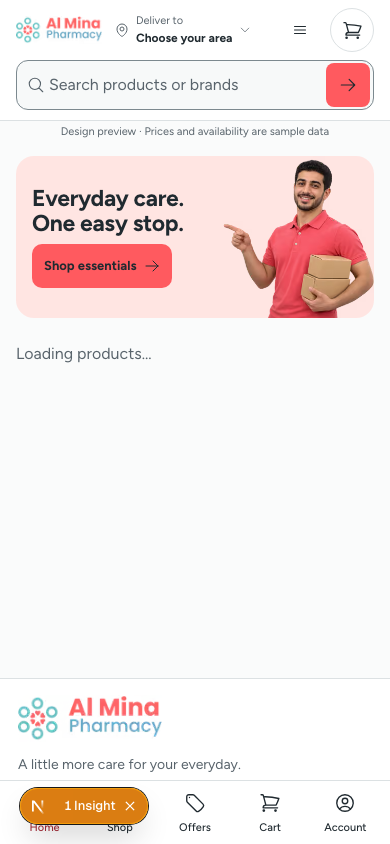 Al Mina
Pharmacy
Deliver to
Choose your area
Search products or brands
Design preview · Prices and availability are sample data
Everyday care.
One easy stop.
Shop essentials
Loading products...
Al Mina
Pharmacy
A little more care for your everyday.
N 1 Insight
Home
Shop
Offers
Cart
Account